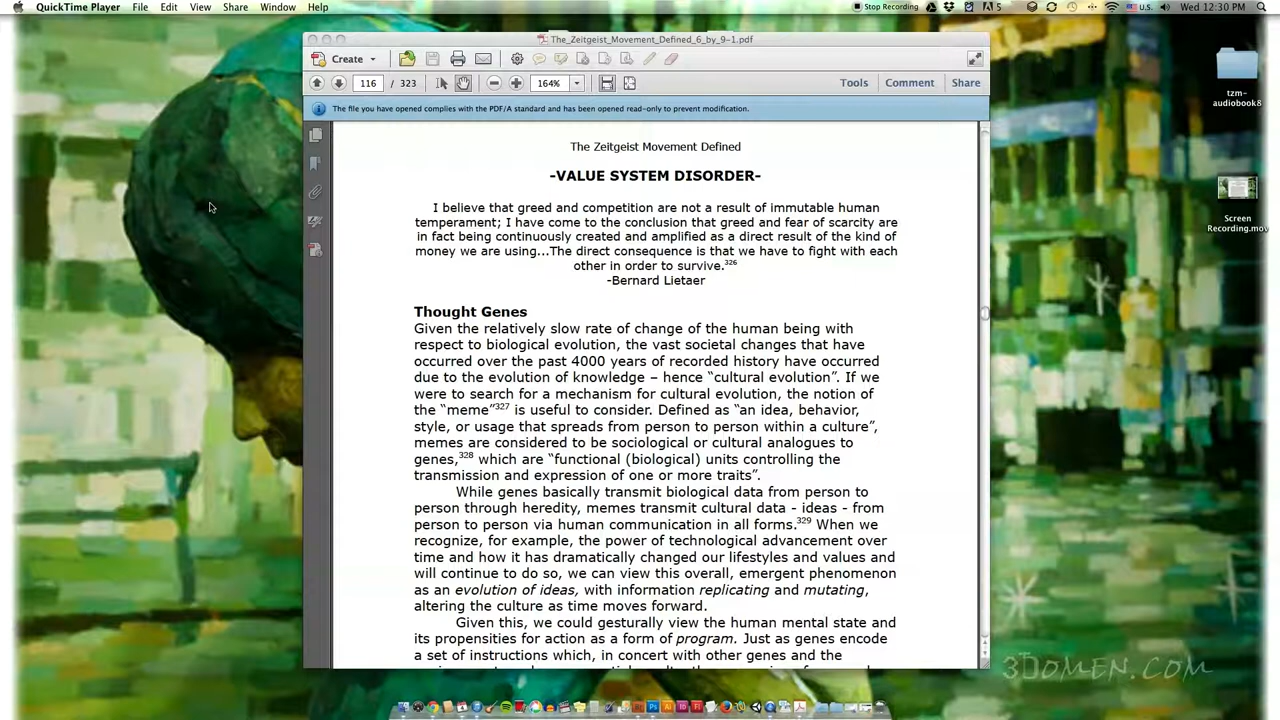 QuickTime Player File Edit View Share Window Help
Stop Recording 5 U.S. Wed 12:30 PM
The_Zeitgeist_Movement_Defined_6_by_9-1.pdf
Create
116 / 323 164% Tools Comment Share
The file you have opened complies with the PDF/A standard and has been opened read-only to prevent modification.
The Zeitgeist Movement Defined
-VALUE SYSTEM DISORDER-
I believe that greed and competition are not a result of immutable human
temperament; I have come to the conclusion that greed and fear of scarcity are
in fact being continuously created and amplified as a direct result of the kind of
money we are using...The direct consequence is that we have to fight with each
other in order to survive.326
-Bernard Lietaer
Thought Genes
Given the relatively slow rate of change of the human being with
respect to biological evolution, the vast societal changes that have
occurred over the past 4000 years of recorded history have occurred
due to the evolution of knowledge – hence “cultural evolution”. If we
were to search for a mechanism for cultural evolution, the notion of
the “meme”327 is useful to consider. Defined as “an idea, behavior,
style, or usage that spreads from person to person within a culture”,
memes are considered to be sociological or cultural analogues to
genes,328 which are “functional (biological) units controlling the
transmission and expression of one or more traits”.
While genes basically transmit biological data from person to
person through heredity, memes transmit cultural data - ideas - from
person to person via human communication in all forms.329 When we
recognize, for example, the power of technological advancement over
time and how it has dramatically changed our lifestyles and values and
will continue to do so, we can view this overall, emergent phenomenon
as an evolution of ideas, with information replicating and mutating,
altering the culture as time moves forward.
Given this, we could gesturally view the human mental state and
its propensities for action as a form of program. Just as genes encode
a set of instructions which, in concert with other genes and the
tzm-
audiobook8
Screen
Recording.mov
3DOMEN.COM